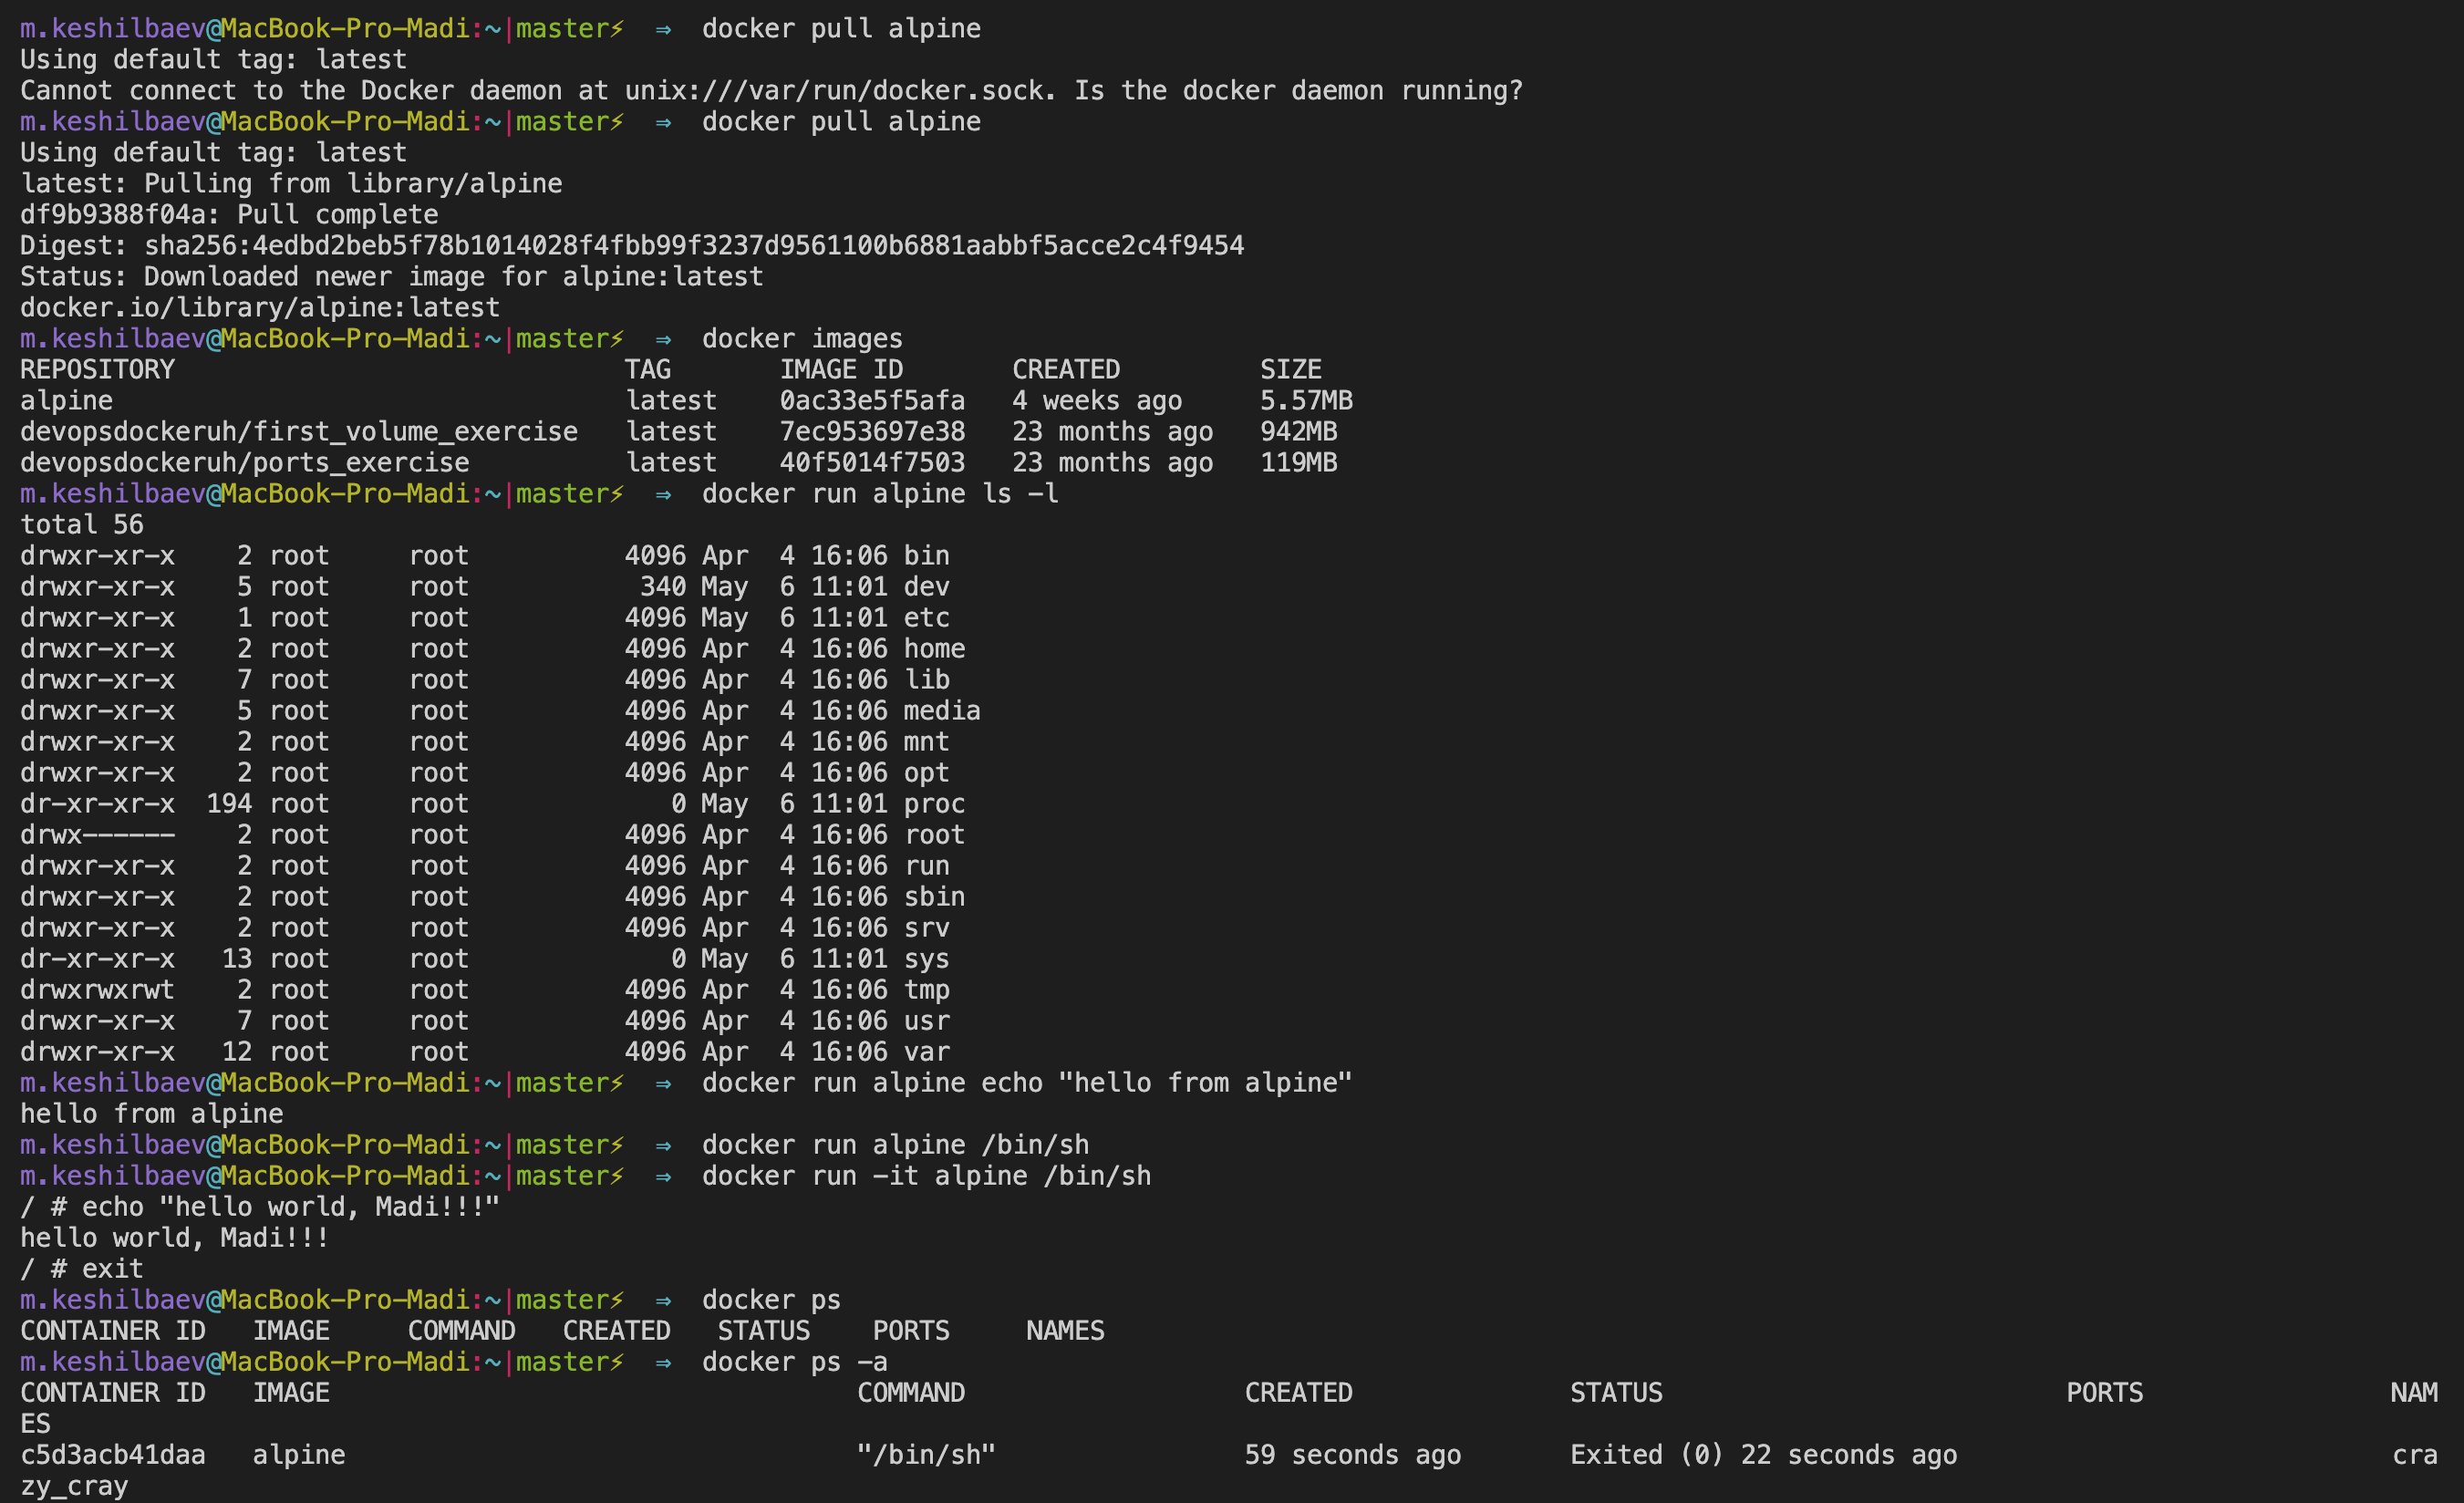 m.keshilbaev@MacBook-Pro-Madi:~|master⚡  ⇒  docker pull alpine
Using default tag: latest
Cannot connect to the Docker daemon at unix:///var/run/docker.sock. Is the docker daemon running?
m.keshilbaev@MacBook-Pro-Madi:~|master⚡  ⇒  docker pull alpine
Using default tag: latest
latest: Pulling from library/alpine
df9b9388f04a: Pull complete
Digest: sha256:4edbd2beb5f78b1014028f4fbb99f3237d9561100b6881aabbf5acce2c4f9454
Status: Downloaded newer image for alpine:latest
docker.io/library/alpine:latest
m.keshilbaev@MacBook-Pro-Madi:~|master⚡  ⇒  docker images
REPOSITORY                             TAG       IMAGE ID       CREATED         SIZE
alpine                                 latest    0ac33e5f5afa   4 weeks ago     5.57MB
devopsdockeruh/first_volume_exercise   latest    7ec953697e38   23 months ago   942MB
devopsdockeruh/ports_exercise          latest    40f5014f7503   23 months ago   119MB
m.keshilbaev@MacBook-Pro-Madi:~|master⚡  ⇒  docker run alpine ls -l
total 56
drwxr-xr-x    2 root     root          4096 Apr  4 16:06 bin
drwxr-xr-x    5 root     root           340 May  6 11:01 dev
drwxr-xr-x    1 root     root          4096 May  6 11:01 etc
drwxr-xr-x    2 root     root          4096 Apr  4 16:06 home
drwxr-xr-x    7 root     root          4096 Apr  4 16:06 lib
drwxr-xr-x    5 root     root          4096 Apr  4 16:06 media
drwxr-xr-x    2 root     root          4096 Apr  4 16:06 mnt
drwxr-xr-x    2 root     root          4096 Apr  4 16:06 opt
dr-xr-xr-x  194 root     root             0 May  6 11:01 proc
drwx------    2 root     root          4096 Apr  4 16:06 root
drwxr-xr-x    2 root     root          4096 Apr  4 16:06 run
drwxr-xr-x    2 root     root          4096 Apr  4 16:06 sbin
drwxr-xr-x    2 root     root          4096 Apr  4 16:06 srv
dr-xr-xr-x   13 root     root             0 May  6 11:01 sys
drwxrwxrwt    2 root     root          4096 Apr  4 16:06 tmp
drwxr-xr-x    7 root     root          4096 Apr  4 16:06 usr
drwxr-xr-x   12 root     root          4096 Apr  4 16:06 var
m.keshilbaev@MacBook-Pro-Madi:~|master⚡  ⇒  docker run alpine echo "hello from alpine"
hello from alpine
m.keshilbaev@MacBook-Pro-Madi:~|master⚡  ⇒  docker run alpine /bin/sh
m.keshilbaev@MacBook-Pro-Madi:~|master⚡  ⇒  docker run -it alpine /bin/sh
/ # echo "hello world, Madi!!!"
hello world, Madi!!!
/ # exit
m.keshilbaev@MacBook-Pro-Madi:~|master⚡  ⇒  docker ps
CONTAINER ID   IMAGE     COMMAND   CREATED   STATUS    PORTS     NAMES
m.keshilbaev@MacBook-Pro-Madi:~|master⚡  ⇒  docker ps -a
CONTAINER ID   IMAGE                                  COMMAND                  CREATED              STATUS                          PORTS                NAM
ES
c5d3acb41daa   alpine                                 "/bin/sh"                59 seconds ago       Exited (0) 22 seconds ago                            cra
zy_cray